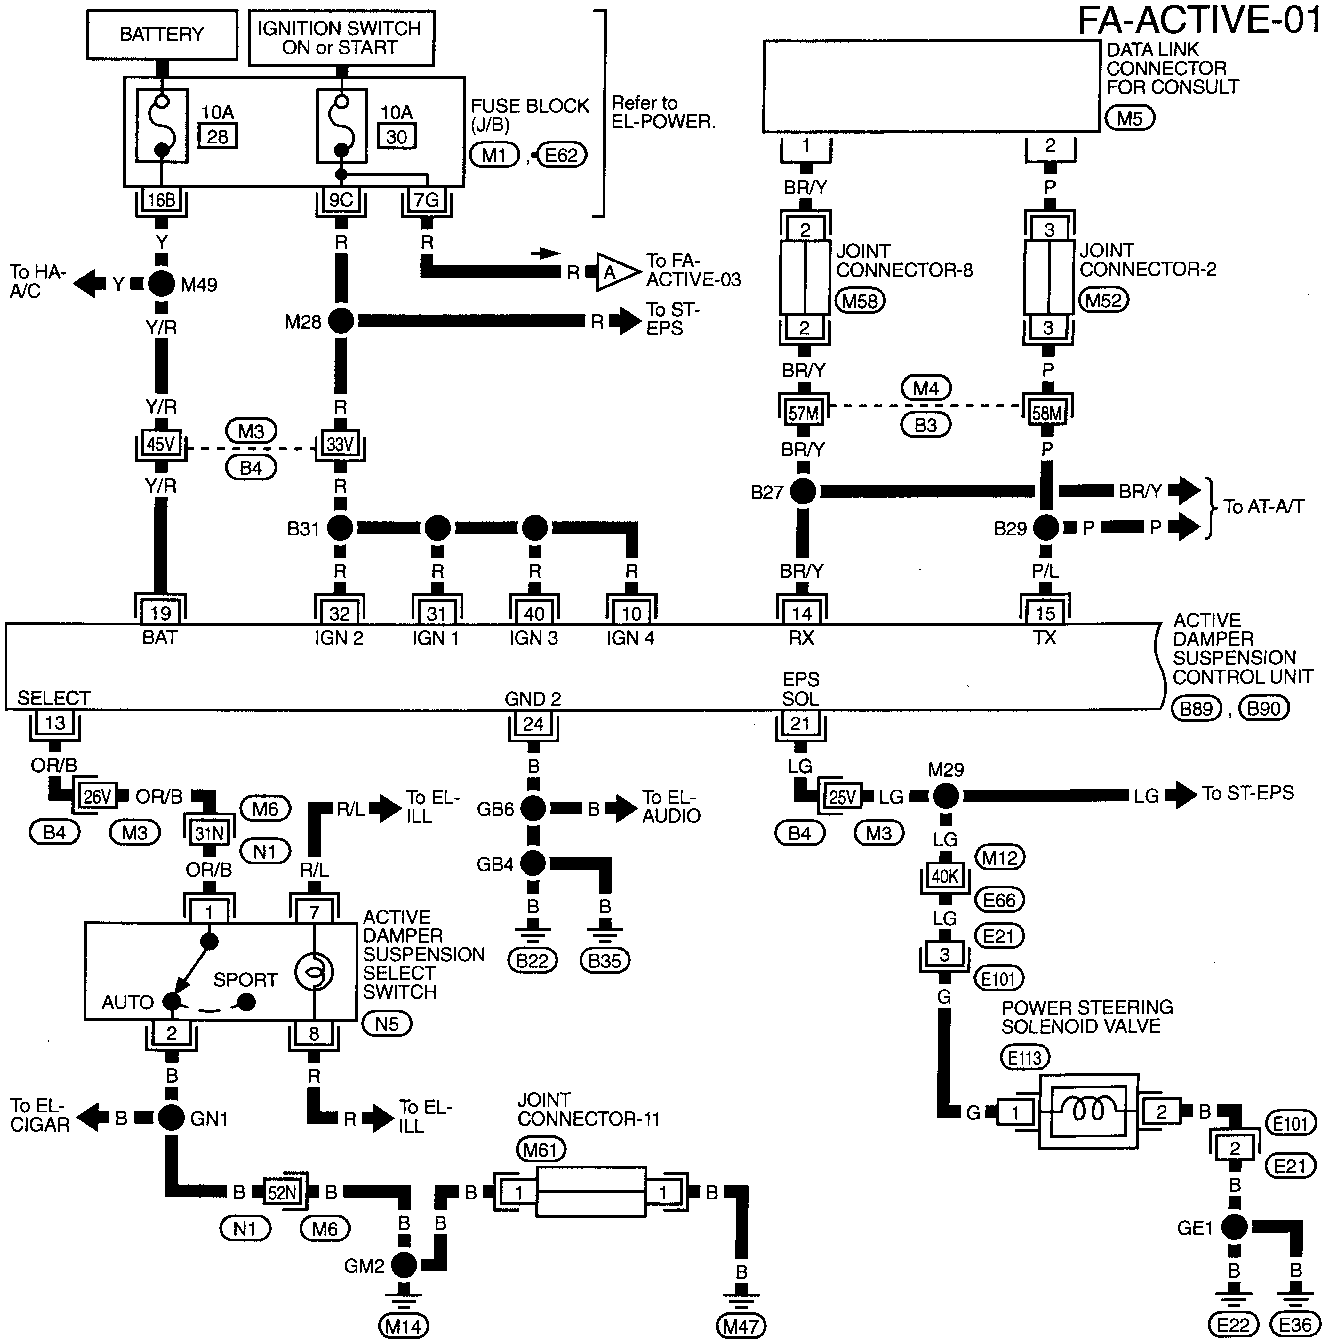 FA-ACTIVE-01
BATTERY
IGNITION SWITCH
ON or START
DATA LINK
CONNECTOR
FOR CONSULT
M5
10A
28
10A
30
FUSE BLOCK
(J/B)
M1 , E62
Refer to
EL-POWER.
16B
9C
7G
1
2
Y
R
R
BR/Y
P
2
3
To HA-
A/C
Y
M49
R
A
To FA-
ACTIVE-03
JOINT
CONNECTOR-8
M58
JOINT
CONNECTOR-2
M52
Y/R
M28
R
To ST-
EPS
2
3
BR/Y
P
Y/R
R
M4
57M
58M
B3
45V
M3
33V
B4
BR/Y
P
Y/R
R
B27
BR/Y
To AT-A/T
B31
B29
P
P
R
R
R
R
BR/Y
P/L
19
32
31
40
10
14
15
BAT
IGN 2
IGN 1
IGN 3
IGN 4
RX
TX
ACTIVE
DAMPER
SUSPENSION
CONTROL UNIT
B89 , B90
SELECT
GND 2
EPS
SOL
13
24
21
OR/B
B
LG
26V
OR/B
B4
M3
M6
31N
N1
OR/B
R/L
To EL-
ILL
R/L
GB6
B
To EL-
AUDIO
GB4
B
B
B22
B35
25V
LG
M29
LG
To ST-EPS
B4
M3
LG
M12
40K
E66
LG
E21
3
E101
G
1
7
ACTIVE
DAMPER
SUSPENSION
SELECT
SWITCH
N5
SPORT
AUTO
2
8
B
R
To EL-
CIGAR
B
GN1
R
To EL-
ILL
POWER STEERING
SOLENOID VALVE
E113
G
1
2
B
E101
2
E21
B
GE1
B
B
E22
E36
JOINT
CONNECTOR-11
M61
B
52N
B
B
1
1
B
N1
M6
B
B
GM2
B
M14
M47